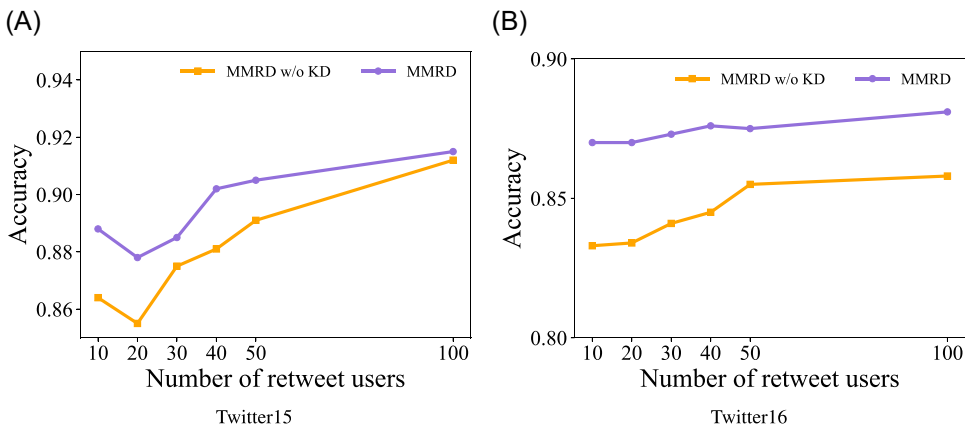 (A)
MMRD w/o KD
MMRD
0.94
0.92
0.90
0.88
0.86
Accuracy
10 20 30 40 50 100
Number of retweet users
Twitter15
(B)
MMRD w/o KD
MMRD
0.90
0.85
0.80
Accuracy
10 20 30 40 50 100
Number of retweet users
Twitter16